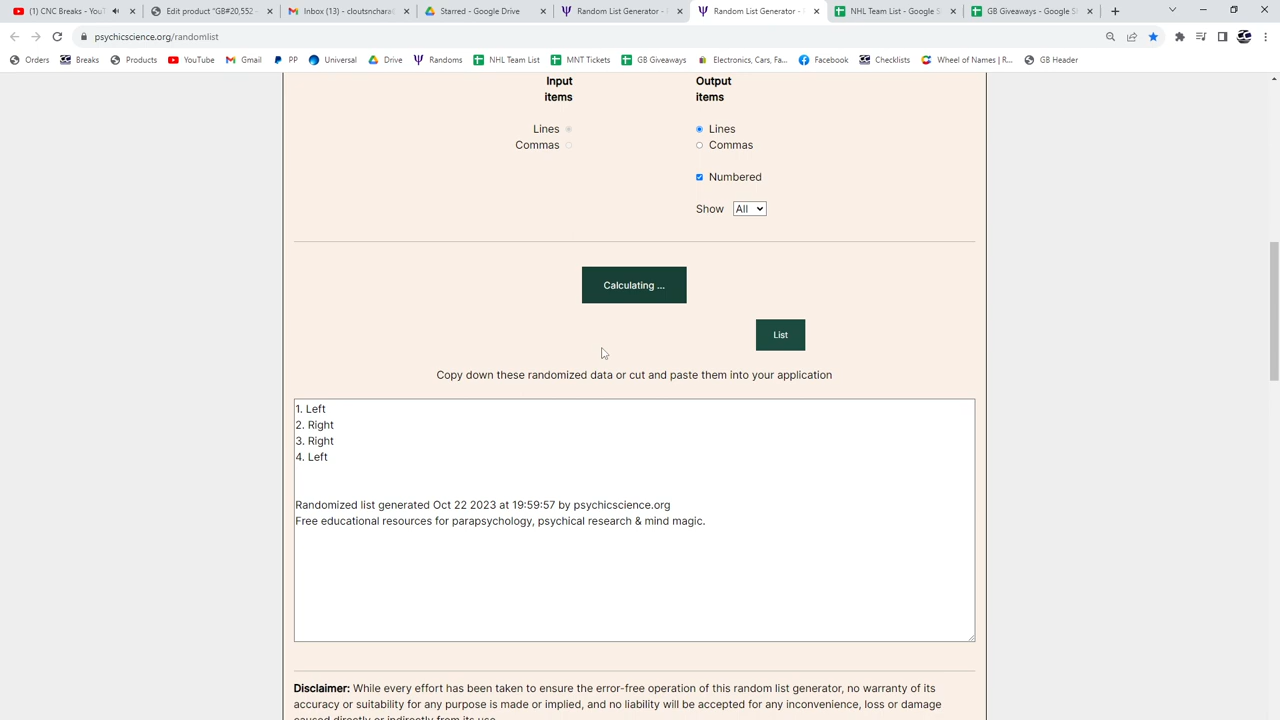 (1) CNC Breaks - YouT
Edit product "GB#20,552
Inbox (13) - cloutsnchara
Starred - Google Drive
Random List Generator -
Random List Generator -
NHL Team List - Google S
GB Giveaways - Google S
psychicscience.org/randomlist
Orders
Breaks
Products
YouTube
Gmail
PP
Universal
Drive
Randoms
NHL Team List
MNT Tickets
GB Giveaways
Electronics, Cars, Fa...
Facebook
Checklists
Wheel of Names | R...
GB Header
Input
items
Output
items
Lines
Lines
Commas
Commas
Numbered
Show All
Calculating ...
List
Copy down these randomized data or cut and paste them into your application
1. Left
2. Right
3. Right
4. Left
Randomized list generated Oct 22 2023 at 19:59:57 by psychicscience.org
Free educational resources for parapsychology, psychical research & mind magic.
Disclaimer: While every effort has been taken to ensure the error-free operation of this random list generator, no warranty of its
accuracy or suitability for any purpose is made or implied, and no liability will be accepted for any inconvenience, loss or damage
caused directly or indirectly from its use.